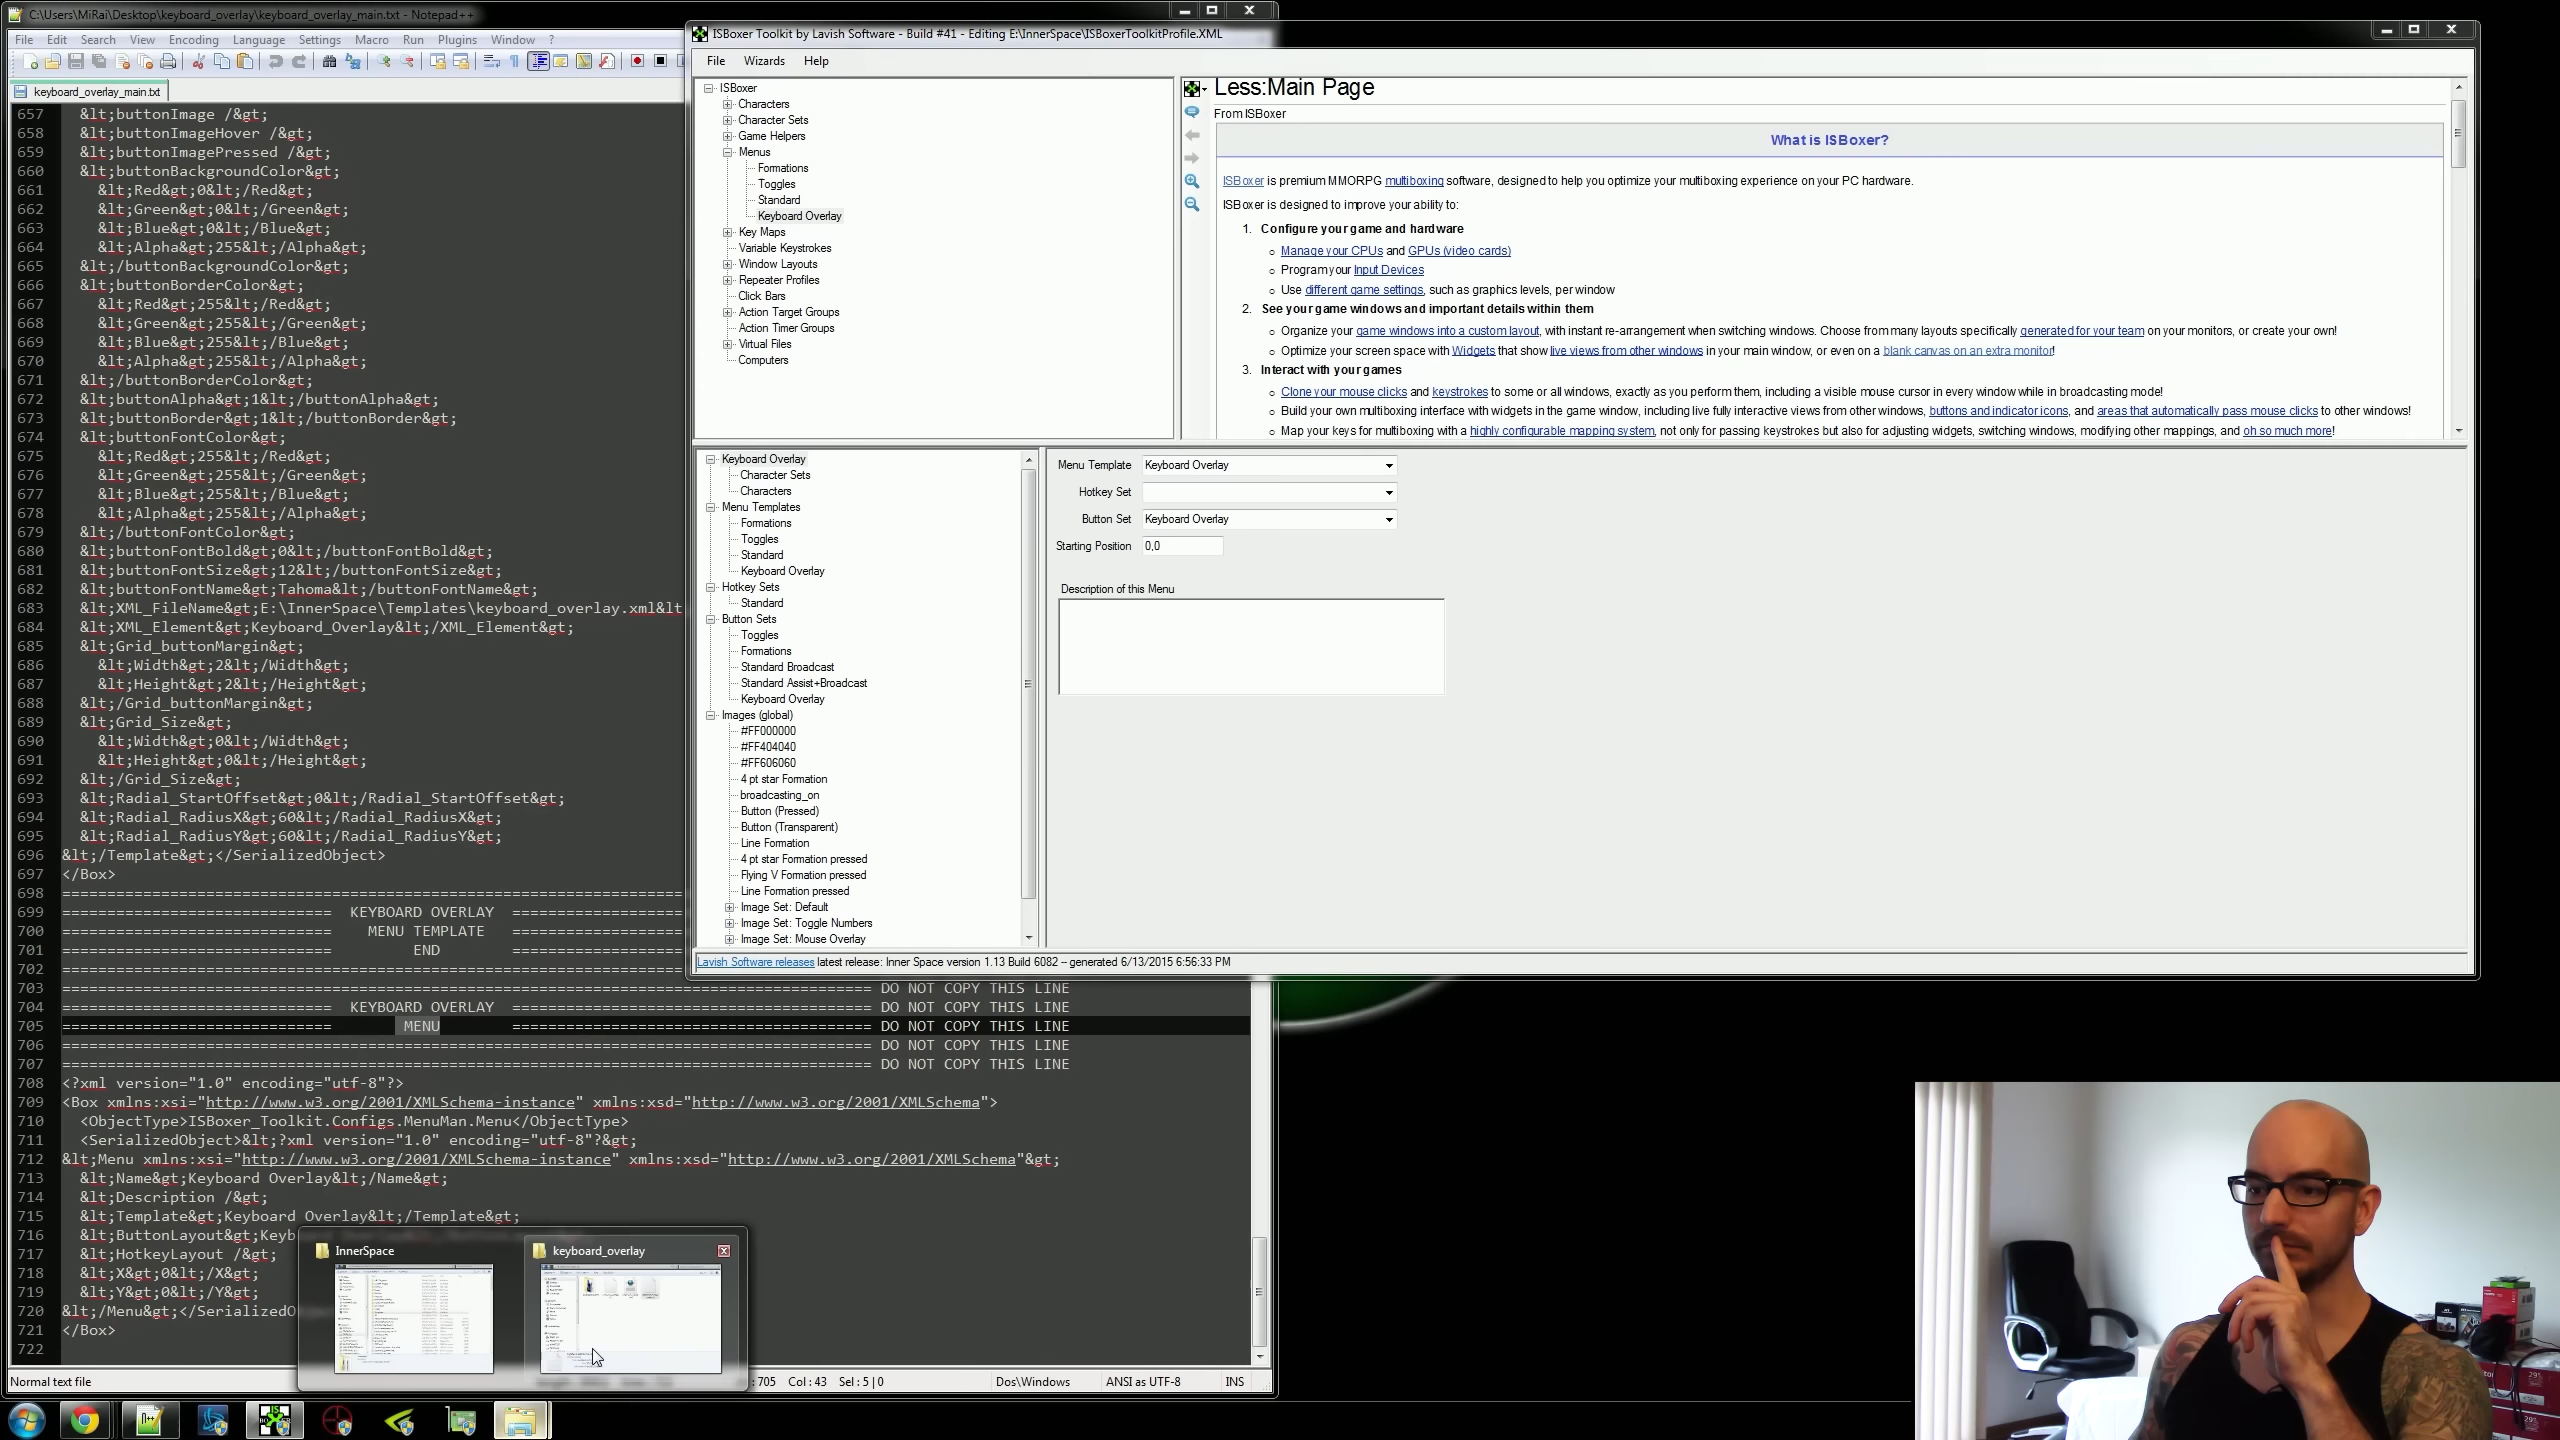 C:\Users\MiRai\Desktop\keyboard_overlay\keyboard_overlay_main.txt - Notepad++
File Edit Search View Encoding Language Settings Macro Run Plugins Window ?
keyboard_overlay_main.txt
657 &lt;buttonImage /&gt;
658 &lt;buttonImageHover /&gt;
659 &lt;buttonImagePressed /&gt;
660 &lt;buttonBackgroundColor&gt;
661 &lt;Red&gt;0&lt;/Red&gt;
662 &lt;Green&gt;0&lt;/Green&gt;
663 &lt;Blue&gt;0&lt;/Blue&gt;
664 &lt;Alpha&gt;255&lt;/Alpha&gt;
665 &lt;/buttonBackgroundColor&gt;
666 &lt;buttonBorderColor&gt;
667 &lt;Red&gt;255&lt;/Red&gt;
668 &lt;Green&gt;255&lt;/Green&gt;
669 &lt;Blue&gt;255&lt;/Blue&gt;
670 &lt;Alpha&gt;255&lt;/Alpha&gt;
671 &lt;/buttonBorderColor&gt;
672 &lt;buttonAlpha&gt;1&lt;/buttonAlpha&gt;
673 &lt;buttonBorder&gt;1&lt;/buttonBorder&gt;
674 &lt;buttonFontColor&gt;
675 &lt;Red&gt;255&lt;/Red&gt;
676 &lt;Green&gt;255&lt;/Green&gt;
677 &lt;Blue&gt;255&lt;/Blue&gt;
678 &lt;Alpha&gt;255&lt;/Alpha&gt;
679 &lt;/buttonFontColor&gt;
680 &lt;buttonFontBold&gt;0&lt;/buttonFontBold&gt;
681 &lt;buttonFontSize&gt;12&lt;/buttonFontSize&gt;
682 &lt;buttonFontName&gt;Tahoma&lt;/buttonFontName&gt;
683 &lt;XML_FileName&gt;E:\InnerSpace\Templates\keyboard_overlay.xml&lt
684 &lt;XML_Element&gt;Keyboard_Overlay&lt;/XML_Element&gt;
685 &lt;Grid_buttonMargin&gt;
686 &lt;Width&gt;2&lt;/Width&gt;
687 &lt;Height&gt;2&lt;/Height&gt;
688 &lt;/Grid_buttonMargin&gt;
689 &lt;Grid_Size&gt;
690 &lt;Width&gt;0&lt;/Width&gt;
691 &lt;Height&gt;0&lt;/Height&gt;
692 &lt;/Grid_Size&gt;
693 &lt;Radial_StartOffset&gt;0&lt;/Radial_StartOffset&gt;
694 &lt;Radial_RadiusX&gt;60&lt;/Radial_RadiusX&gt;
695 &lt;Radial_RadiusY&gt;60&lt;/Radial_RadiusY&gt;
696 &lt;/Template&gt;</SerializedObject>
697 </Box>
698 =====================================================================
699 ============================== KEYBOARD OVERLAY ===================
700 ============================== MENU TEMPLATE ===================
701 ============================== END ===================
702 =====================================================================
703 ========================================================================================== DO NOT COPY THIS LINE
704 ============================== KEYBOARD OVERLAY ======================================== DO NOT COPY THIS LINE
705 ============================== MENU ======================================== DO NOT COPY THIS LINE
706 ========================================================================================== DO NOT COPY THIS LINE
707 ========================================================================================== DO NOT COPY THIS LINE
708 <?xml version="1.0" encoding="utf-8"?>
709 <Box xmlns:xsi="http://www.w3.org/2001/XMLSchema-instance" xmlns:xsd="http://www.w3.org/2001/XMLSchema">
710 <ObjectType>ISBoxer_Toolkit.Configs.MenuMan.Menu</ObjectType>
711 <SerializedObject>&lt;?xml version="1.0" encoding="utf-8"?&gt;
712 &lt;Menu xmlns:xsi="http://www.w3.org/2001/XMLSchema-instance" xmlns:xsd="http://www.w3.org/2001/XMLSchema"&gt;
713 &lt;Name&gt;Keyboard Overlay&lt;/Name&gt;
714 &lt;Description /&gt;
715 &lt;Template&gt;Keyboard Overlay&lt;/Template&gt;
716 &lt;ButtonLayout&gt;Keyb
717 &lt;HotkeyLayout /&gt;
718 &lt;X&gt;0&lt;/X&gt;
719 &lt;Y&gt;0&lt;/Y&gt;
720 &lt;/Menu&gt;</SerializedO
721 </Box>
722
InnerSpace
keyboard_overlay
Normal text file
: 705 Col : 43 Sel : 5 | 0
Dos\Windows
ANSI as UTF-8
INS
ISBoxer Toolkit by Lavish Software - Build #41 - Editing E:\InnerSpace\ISBoxerToolkitProfile.XML
File Wizards Help
ISBoxer
Characters
Character Sets
Game Helpers
Menus
Formations
Toggles
Standard
Keyboard Overlay
Key Maps
Variable Keystrokes
Window Layouts
Repeater Profiles
Click Bars
Action Target Groups
Action Timer Groups
Virtual Files
Computers
Less:Main Page
From ISBoxer
What is ISBoxer?
ISBoxer is premium MMORPG multiboxing software, designed to help you optimize your multiboxing experience on your PC hardware.
ISBoxer is designed to improve your ability to:
1. Configure your game and hardware
Manage your CPUs and GPUs (video cards)
Program your Input Devices
Use different game settings, such as graphics levels, per window
2. See your game windows and important details within them
Organize your game windows into a custom layout, with instant re-arrangement when switching windows. Choose from many layouts specifically generated for your team on your monitors, or create your own!
Optimize your screen space with Widgets that show live views from other windows in your main window, or even on a blank canvas on an extra monitor!
3. Interact with your games
Clone your mouse clicks and keystrokes to some or all windows, exactly as you perform them, including a visible mouse cursor in every window while in broadcasting mode!
Build your own multiboxing interface with widgets in the game window, including live fully interactive views from other windows, buttons and indicator icons, and areas that automatically pass mouse clicks to other windows!
Map your keys for multiboxing with a highly configurable mapping system, not only for passing keystrokes but also for adjusting widgets, switching windows, modifying other mappings, and oh so much more!
Keyboard Overlay
Character Sets
Characters
Menu Templates
Formations
Toggles
Standard
Keyboard Overlay
Hotkey Sets
Standard
Button Sets
Toggles
Formations
Standard Broadcast
Standard Assist+Broadcast
Keyboard Overlay
Images (global)
#FF000000
#FF404040
#FF606060
4 pt star Formation
broadcasting_on
Button (Pressed)
Button (Transparent)
Line Formation
4 pt star Formation pressed
Flying V Formation pressed
Line Formation pressed
Image Set: Default
Image Set: Toggle Numbers
Image Set: Mouse Overlay
Menu Template Keyboard Overlay
Hotkey Set
Button Set Keyboard Overlay
Starting Position 0,0
Description of this Menu
Lavish Software releases latest release: Inner Space version 1.13 Build 6082 -- generated 6/13/2015 6:56:33 PM